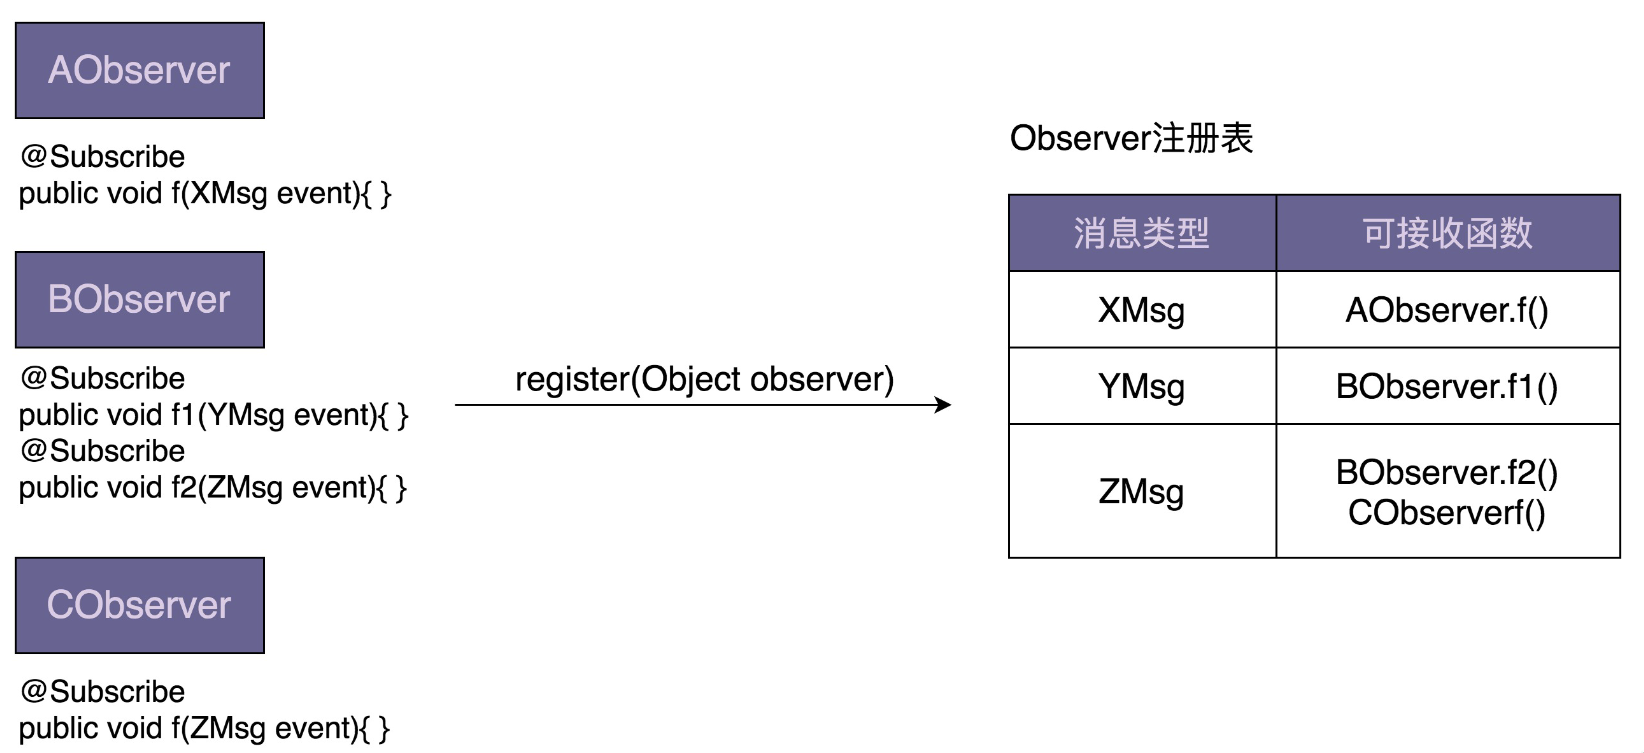 AObserver
@Subscribe
public void f(XMsg event){ }
BObserver
@Subscribe
public void f1(YMsg event){ }
@Subscribe
public void f2(ZMsg event){ }
CObserver
@Subscribe
public void f(ZMsg event){ }
register(Object observer)
Observer注册表
消息类型 可接收函数
XMsg AObserver.f()
YMsg BObserver.f1()
ZMsg BObserver.f2()
CObserverf()